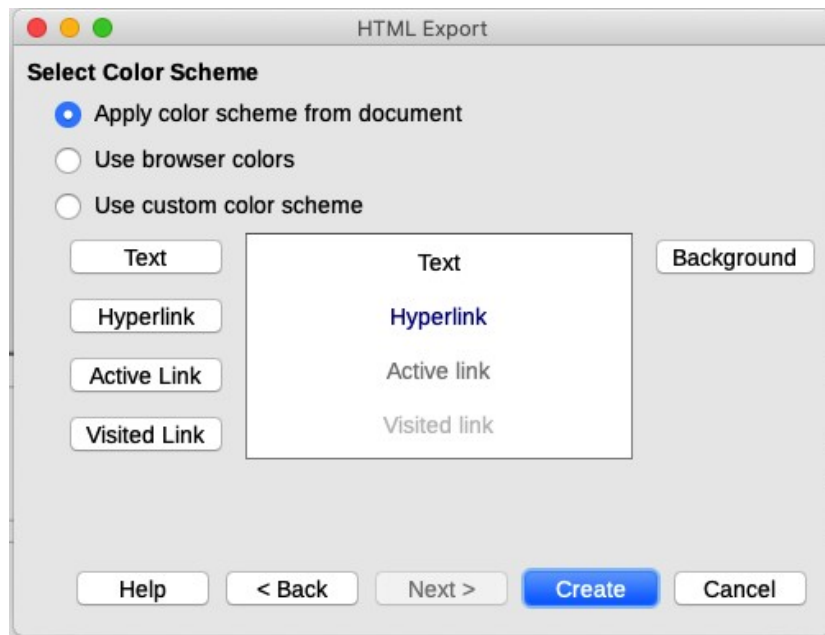 HTML Export
Select Color Scheme
Apply color scheme from document
Use browser colors
Use custom color scheme
Text
Text
Background
Hyperlink
Hyperlink
Active Link
Active link
Visited Link
Visited link
Help
< Back
Next >
Create
Cancel